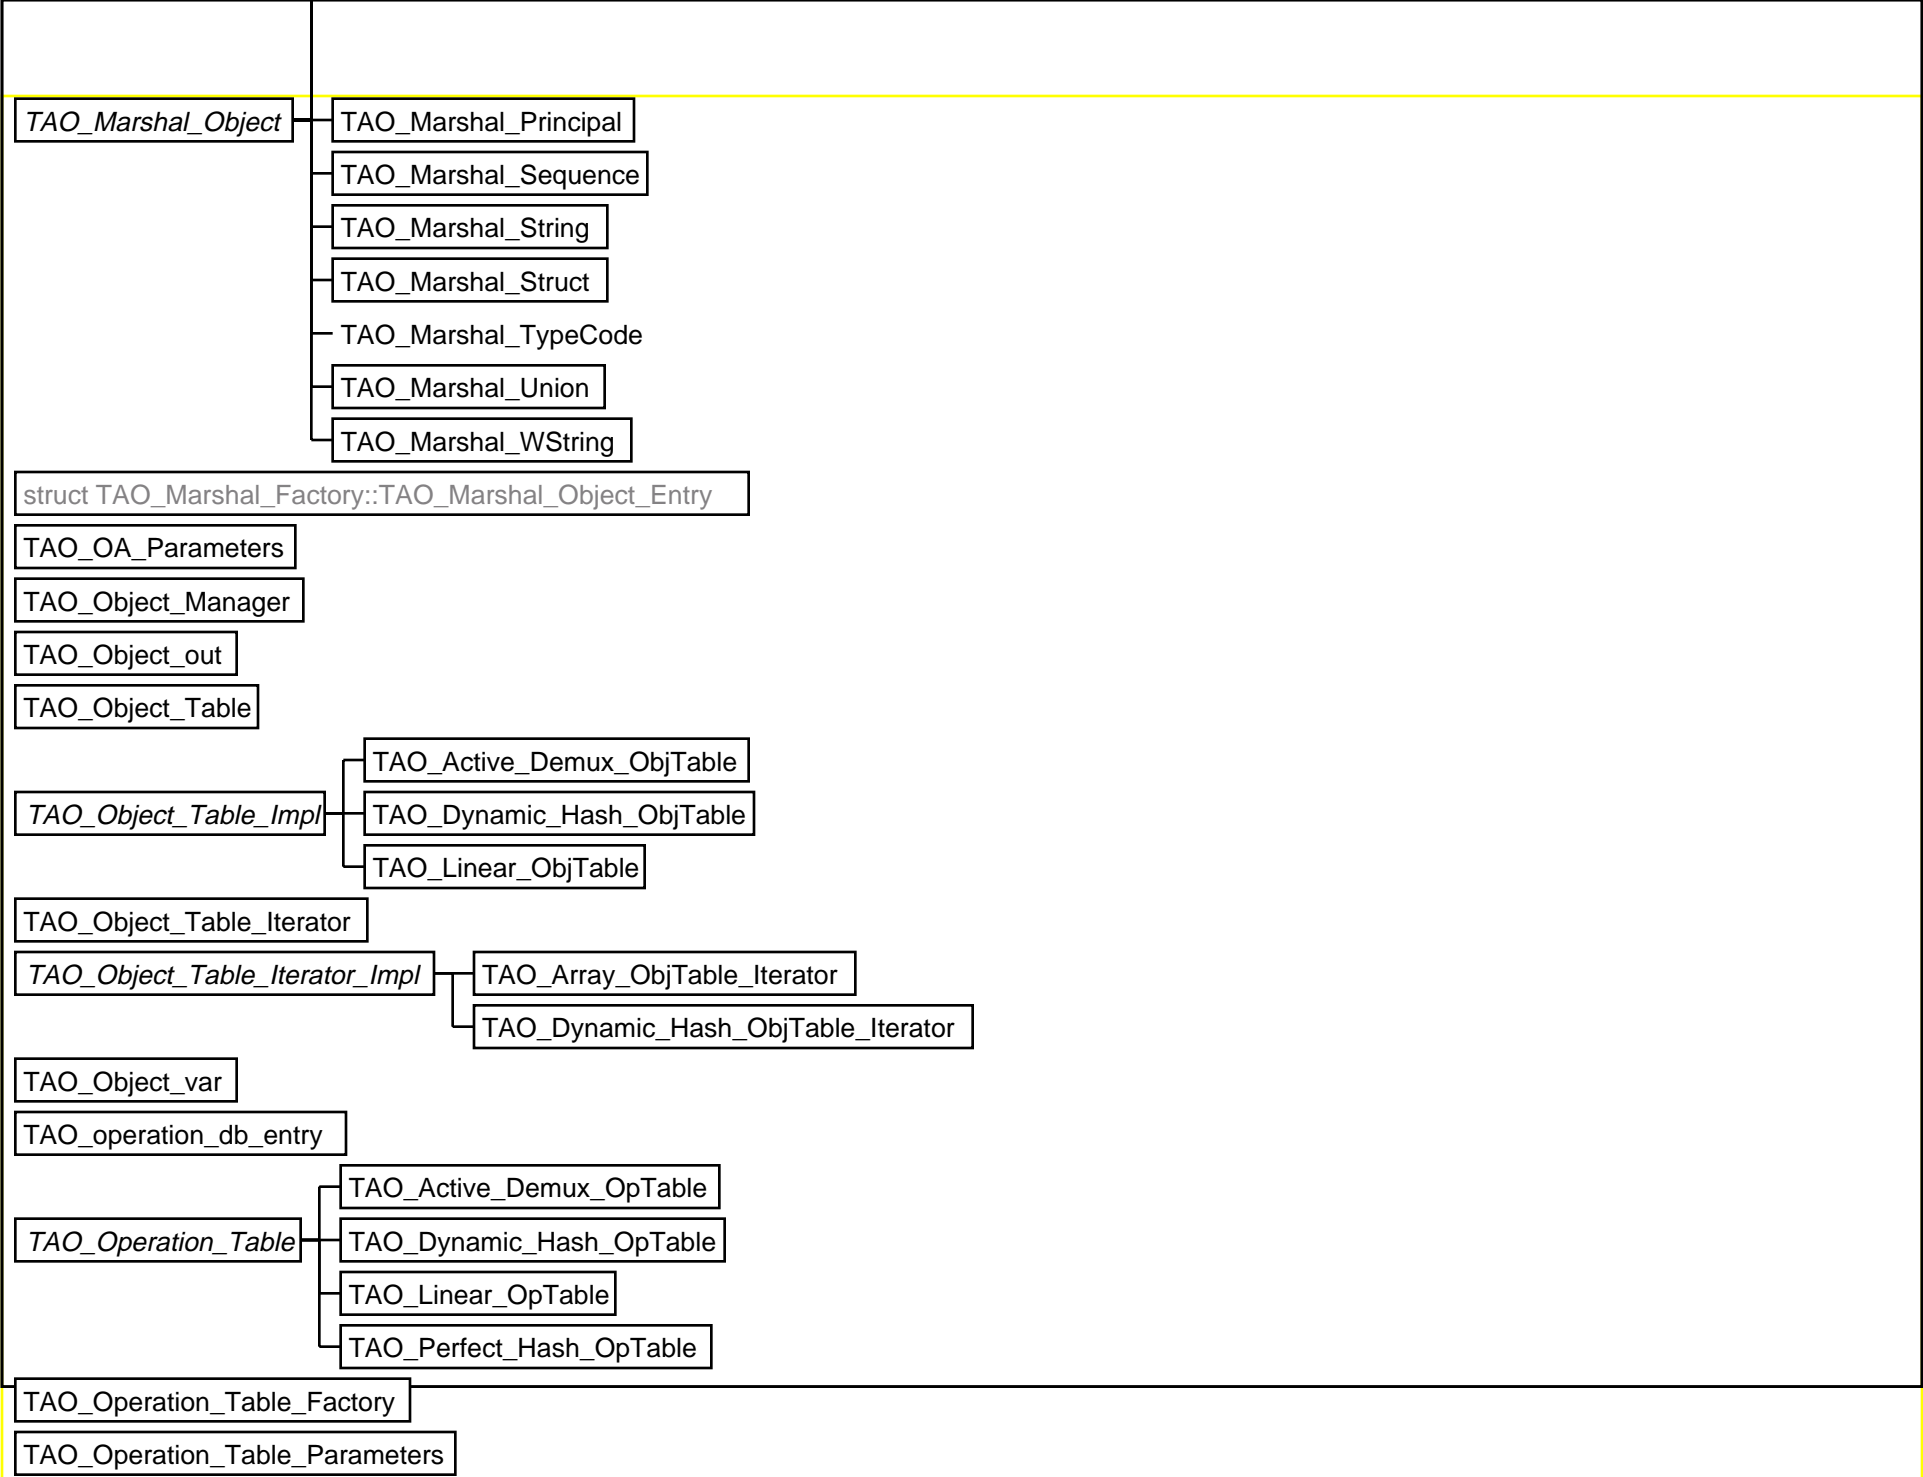 TAO_Marshal_Object
TAO_Marshal_Principal
TAO_Marshal_Sequence
TAO_Marshal_String
TAO_Marshal_Struct
TAO_Marshal_TypeCode
TAO_Marshal_Union
TAO_Marshal_WString
struct TAO_Marshal_Factory::TAO_Marshal_Object_Entry
TAO_OA_Parameters
TAO_Object_Manager
TAO_Object_out
TAO_Object_Table
TAO_Active_Demux_ObjTable
TAO_Object_Table_Impl
TAO_Dynamic_Hash_ObjTable
TAO_Linear_ObjTable
TAO_Object_Table_Iterator
TAO_Object_Table_Iterator_Impl
TAO_Array_ObjTable_Iterator
TAO_Dynamic_Hash_ObjTable_Iterator
TAO_Object_var
TAO_operation_db_entry
TAO_Active_Demux_OpTable
TAO_Operation_Table
TAO_Dynamic_Hash_OpTable
TAO_Linear_OpTable
TAO_Perfect_Hash_OpTable
TAO_Operation_Table_Factory
TAO_Operation_Table_Parameters